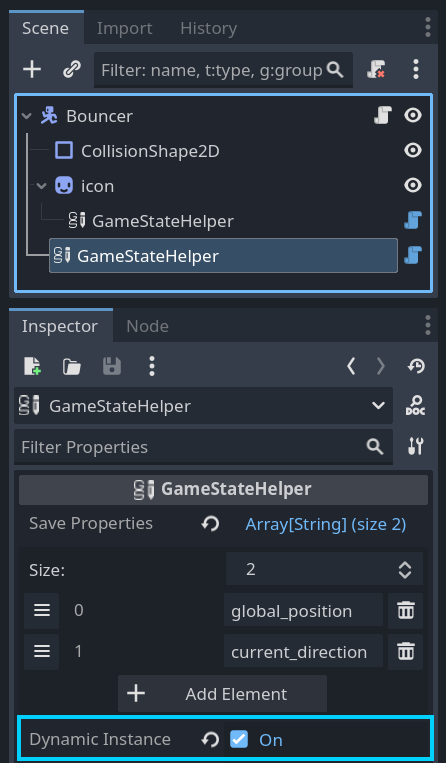 Scene Import History
Filter: name, t:type, g:group
Bouncer
CollisionShape2D
icon
GameStateHelper
GameStateHelper
Inspector Node
GameStateHelper
DOC
Filter Properties
GameStateHelper
Save Properties Array[String] (size 2)
Size: 2
0 global_position
1 current_direction
Add Element
Dynamic Instance On